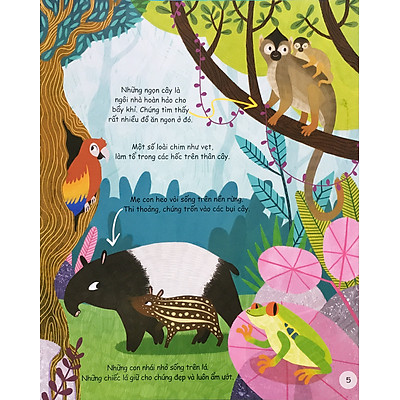 Những ngọn cây là
ngôi nhà hoàn hảo cho
bầy khỉ. Chúng tìm thấy
rất nhiều đồ ăn ngon ở đó.
Một số loài chim như vẹt,
làm tổ trong các hốc trên thân cây.
Mẹ con heo vòi sống trên nền rừng.
Thi thoảng, chúng trốn vào các bụi cây.
Những con nhái nhỏ sống trên lá.
Những chiếc lá giữ cho chúng đẹp và luôn ẩm ướt.
5